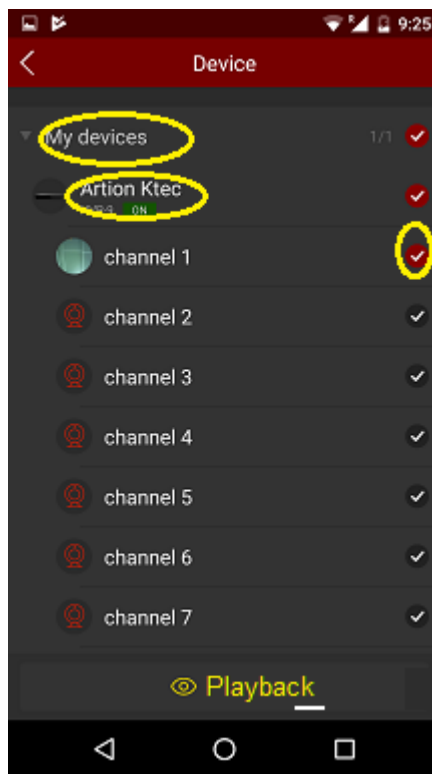 R 9:25
Device
My devices 1/1
Artion Ktec
ON
channel 1
channel 2
channel 3
channel 4
channel 5
channel 6
channel 7
Playback